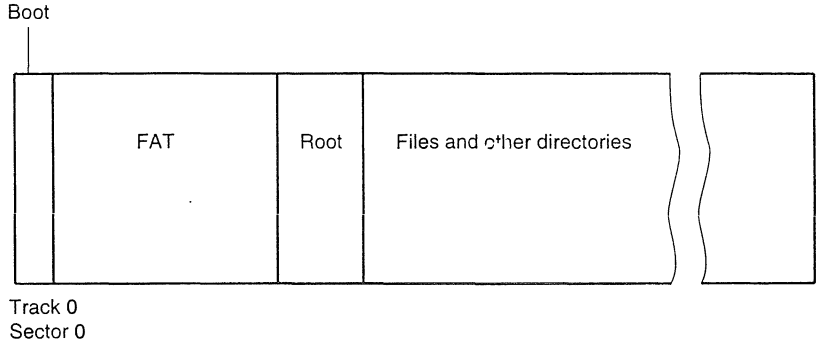 Boot
FAT
Root
Files and other directories
Track 0
Sector 0